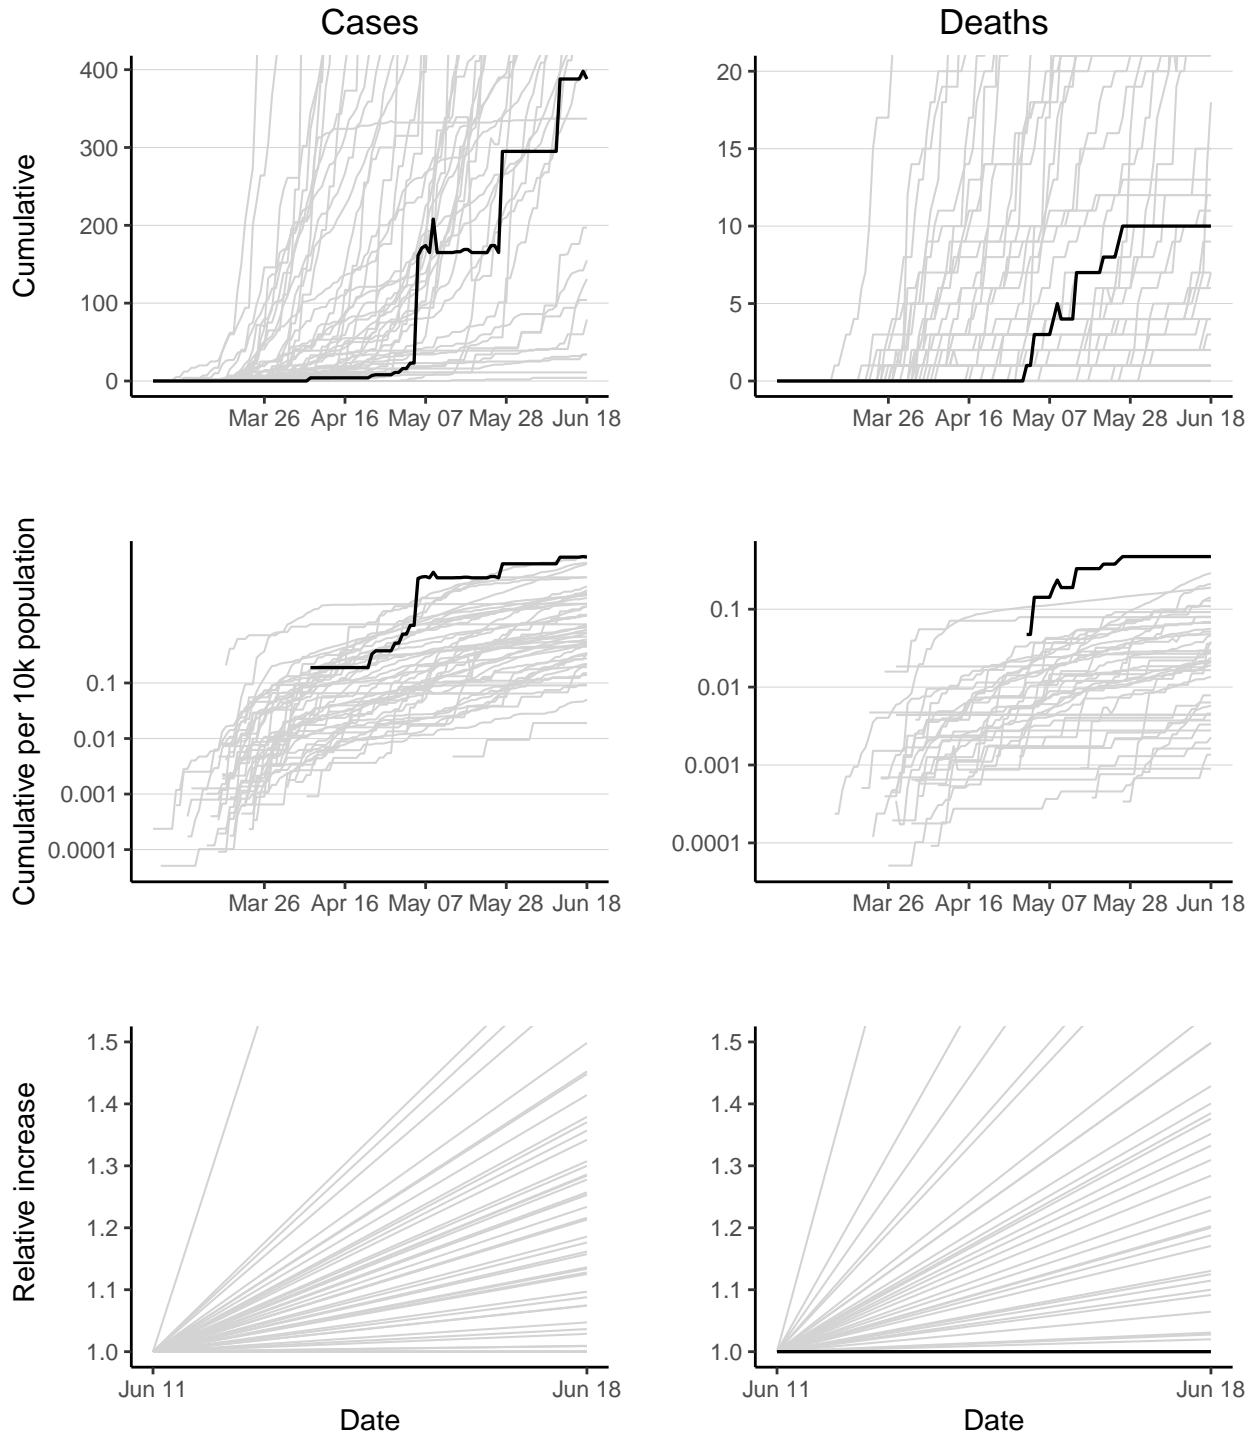 Cases
Deaths
Cumulative
400
300
200
100
0
Mar 26 Apr 16 May 07 May 28 Jun 18
20
15
10
5
0
Mar 26 Apr 16 May 07 May 28 Jun 18
Cumulative per 10k population
0.1
0.01
0.001
0.0001
Mar 26 Apr 16 May 07 May 28 Jun 18
0.1
0.01
0.001
0.0001
Mar 26 Apr 16 May 07 May 28 Jun 18
Relative increase
1.5
1.4
1.3
1.2
1.1
1.0
Jun 11 Jun 18
Date
1.5
1.4
1.3
1.2
1.1
1.0
Jun 11 Jun 18
Date